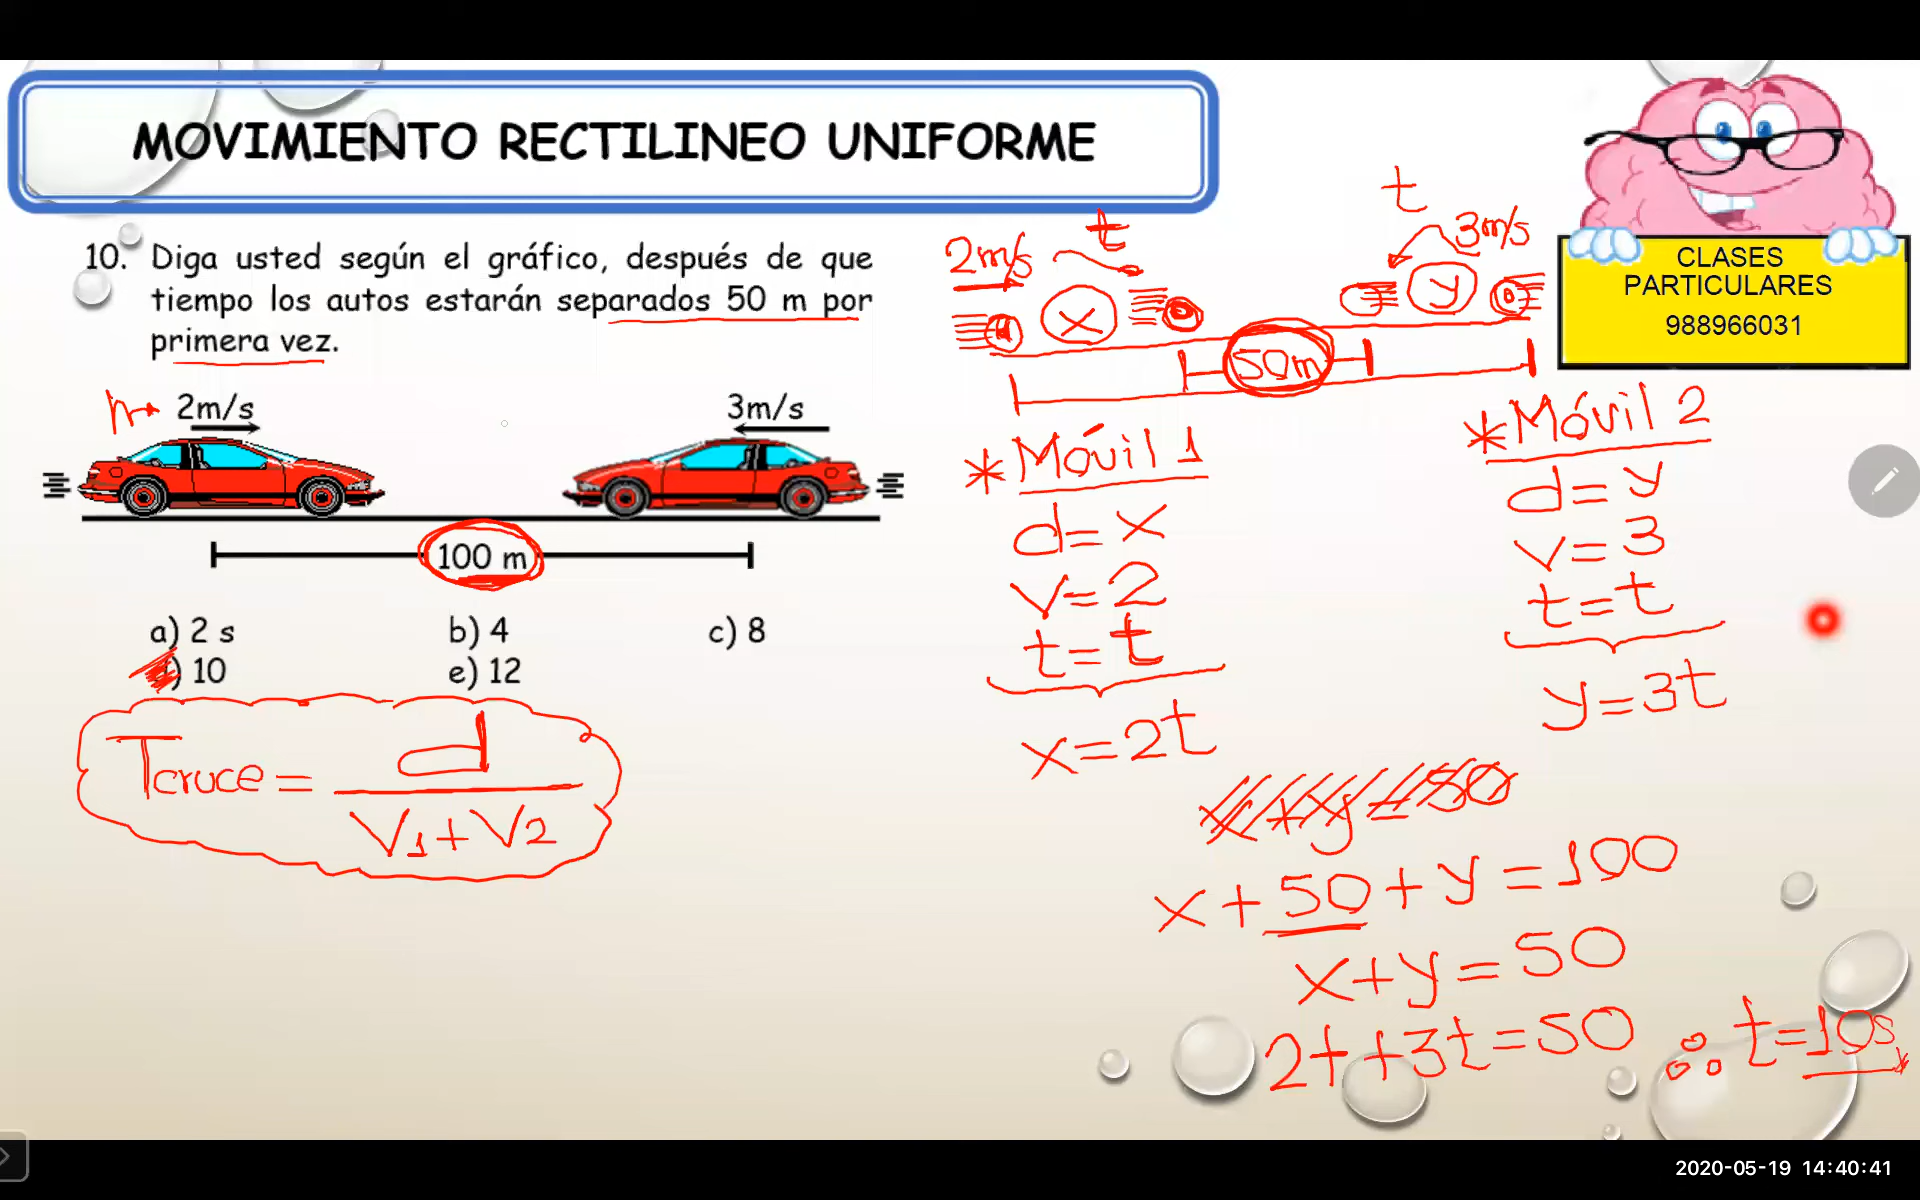 MOVIMIENTO RECTILINEO UNIFORME
10. Diga usted según el gráfico, después de que
tiempo los autos estarán separados 50 m por
primera vez.
2m/s
3m/s
100 m
a) 2 s
b) 4
c) 8
) 10
e) 12
Tcruce = d
V1+V2
2m/s
t
t
3m/s
x
y
50m
* Móvil 1
d= x
v= 2
t= t
x=2t
* Móvil 2
d= y
v= 3
t= t
y=3t
x+y=50
x+50+y=100
x+y=50
2t+3t=50
∴ t=10s
CLASES
PARTICULARES
988966031
2020-05-19 14:40:41